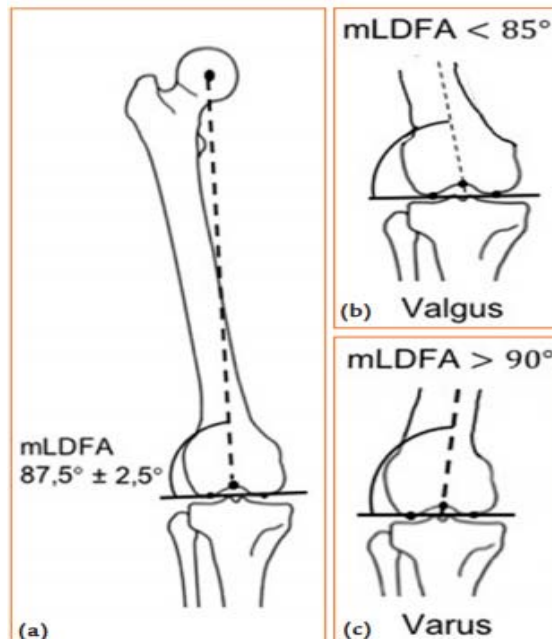 mLDFA
87,5° ± 2,5°
(a)
mLDFA < 85°
(b) Valgus
mLDFA > 90°
(c) Varus